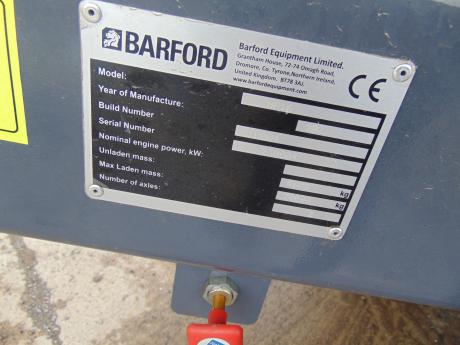 BARFORD
Barford Equipment Limited.
Grantham House, 72-74 Omagh Road,
Dromore, Co. Tyrone, Northern Ireland,
United Kingdom. BT78 3AJ.
www.barfordequipment.com
CE
Model:
Year of Manufacture:
Build Number
Serial Number
Nominal engine power, kW:
Unladen mass:
kg
Max Laden mass:
kg
Number of axles: